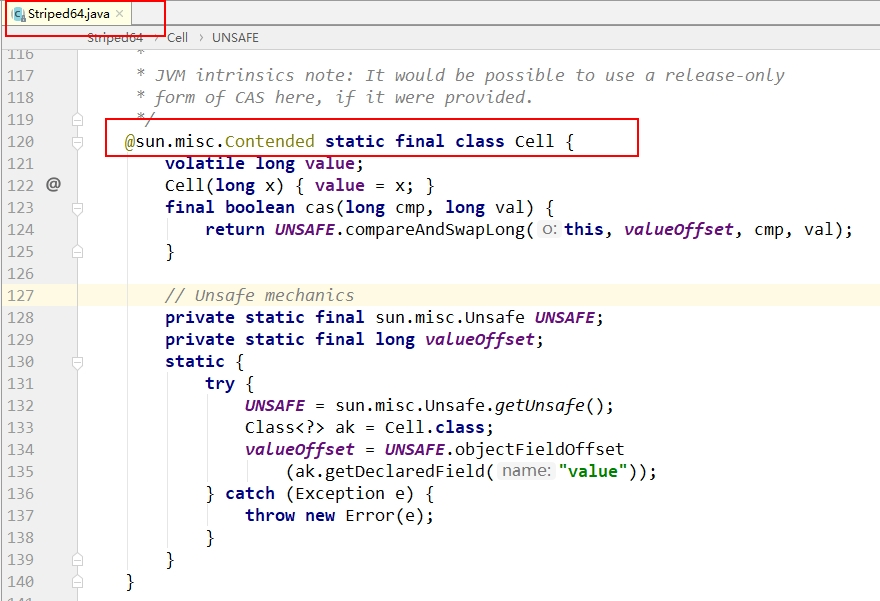 Striped64.java ×
Striped64 › Cell › UNSAFE
116 *
117 * JVM intrinsics note: It would be possible to use a release-only
118 * form of CAS here, if it were provided.
119 */
120 @sun.misc.Contended static final class Cell {
121 volatile long value;
122 @ Cell(long x) { value = x; }
123 final boolean cas(long cmp, long val) {
124 return UNSAFE.compareAndSwapLong( o: this, valueOffset, cmp, val);
125 }
126
127 // Unsafe mechanics
128 private static final sun.misc.Unsafe UNSAFE;
129 private static final long valueOffset;
130 static {
131 try {
132 UNSAFE = sun.misc.Unsafe.getUnsafe();
133 Class<?> ak = Cell.class;
134 valueOffset = UNSAFE.objectFieldOffset
135 (ak.getDeclaredField( name: "value"));
136 } catch (Exception e) {
137 throw new Error(e);
138 }
139 }
140 }
141